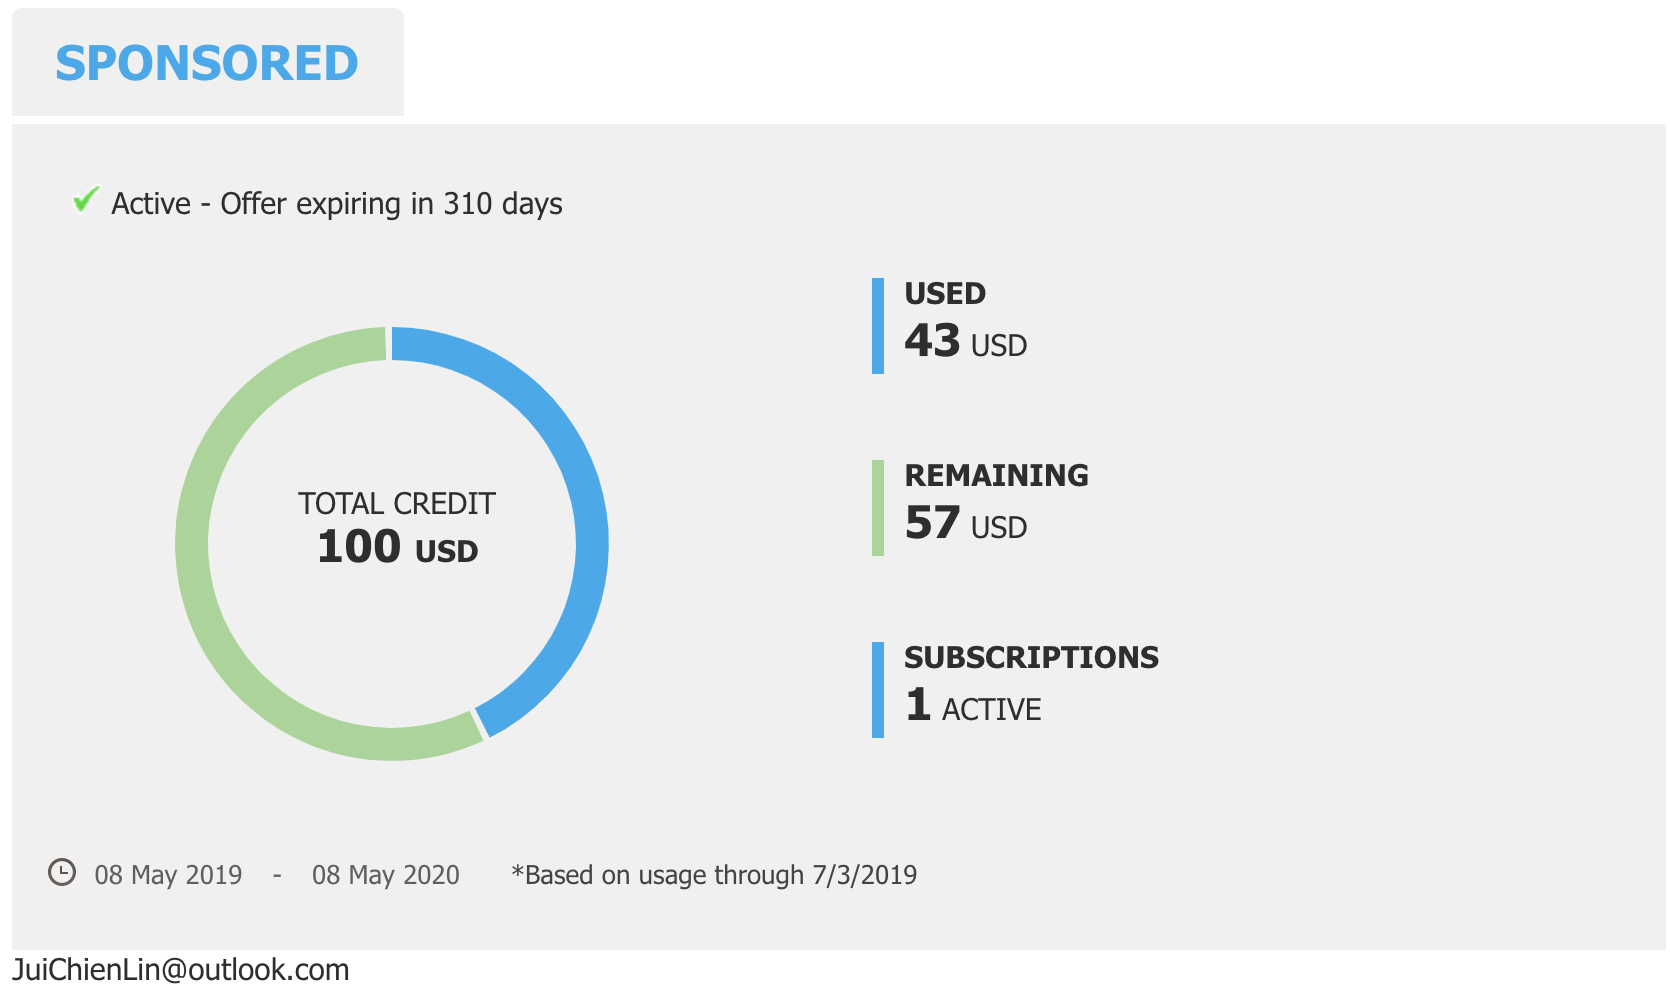 SPONSORED
Active - Offer expiring in 310 days
USED
43 USD
REMAINING
57 USD
TOTAL CREDIT
100 USD
SUBSCRIPTIONS
1 ACTIVE
08 May 2019 - 08 May 2020 *Based on usage through 7/3/2019
JuiChienLin@outlook.com